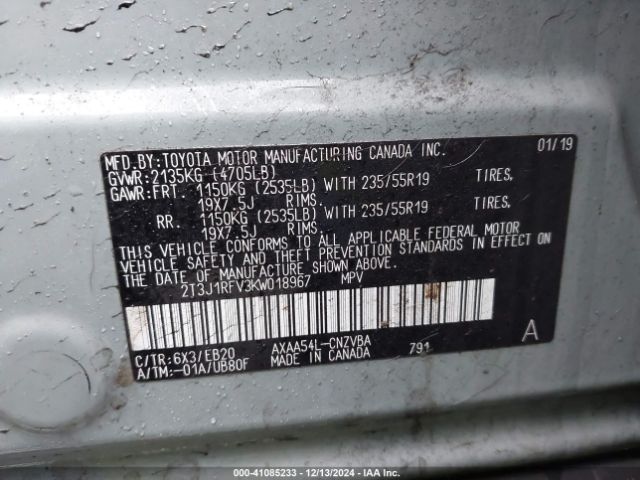 MFD.BY:TOYOTA MOTOR MANUFACTURING CANADA INC. 01/19
GVWR:2135KG (4705LB)
GAWR:FRT. 1150KG (2535LB) WITH 235/55R19 TIRES,
19X7.5J RIMS.
RR. 1150KG (2535LB) WITH 235/55R19 TIRES,
19X7.5J RIMS.
THIS VEHICLE CONFORMS TO ALL APPLICABLE FEDERAL MOTOR
VEHICLE SAFETY AND THEFT PREVENTION STANDARDS IN EFFECT ON
THE DATE OF MANUFACTURE SHOWN ABOVE.
2T3J1RFV3KW018967 MPV
C/TR:6X3/EB20 AXAA54L-CNZVBA A
A/TM:-01A/UB80F MADE IN CANADA 791
000-41085233 - 12/13/2024 - IAA Inc.